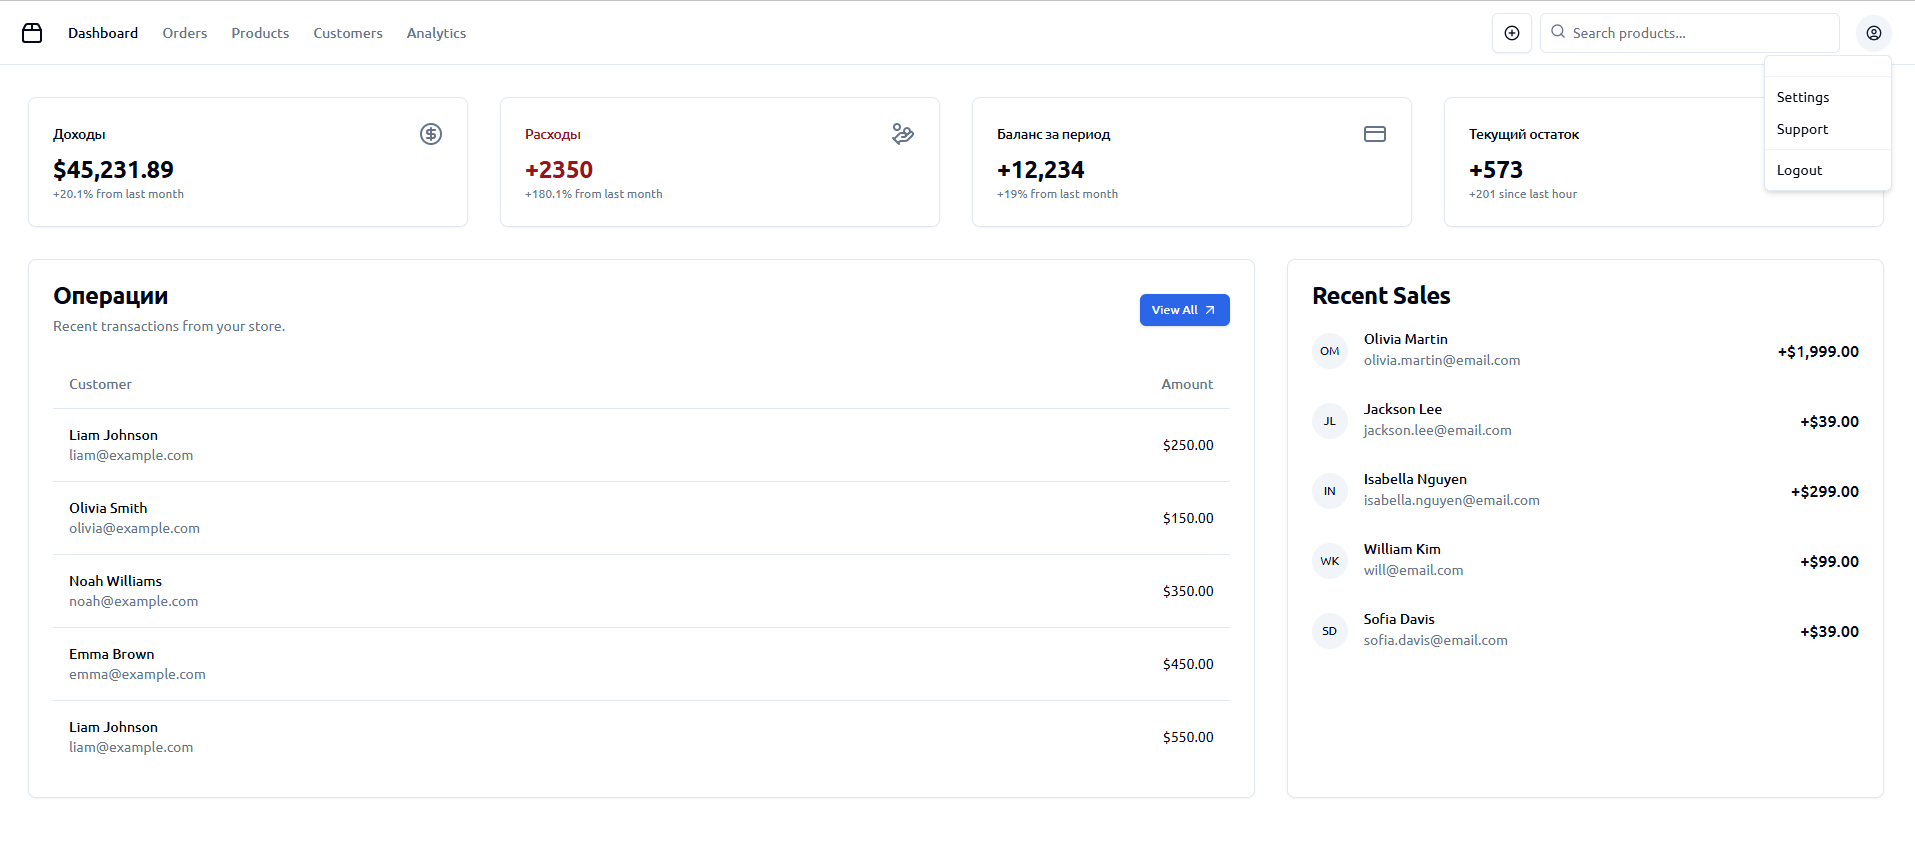 Dashboard Orders Products Customers Analytics
Search products...
Settings
Support
Logout
Доходы
$45,231.89
+20.1% from last month
Расходы
+2350
+180.1% from last month
Баланс за период
+12,234
+19% from last month
Текущий остаток
+573
+201 since last hour
Операции
Recent transactions from your store.
View All
Customer Amount
Liam Johnson
liam@example.com
$250.00
Olivia Smith
olivia@example.com
$150.00
Noah Williams
noah@example.com
$350.00
Emma Brown
emma@example.com
$450.00
Liam Johnson
liam@example.com
$550.00
Recent Sales
OM
Olivia Martin
olivia.martin@email.com
+$1,999.00
JL
Jackson Lee
jackson.lee@email.com
+$39.00
IN
Isabella Nguyen
isabella.nguyen@email.com
+$299.00
WK
William Kim
will@email.com
+$99.00
SD
Sofia Davis
sofia.davis@email.com
+$39.00